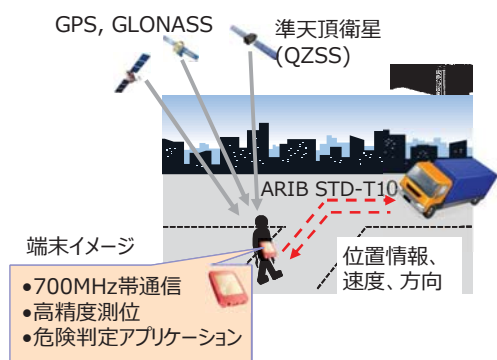 GPS, GLONASS
準天頂衛星
(QZSS)
ARIB STD-T10
端末イメージ
位置情報、
速度、方向
●700MHz帯通信
●高精度測位
●危険判定アプリケーション